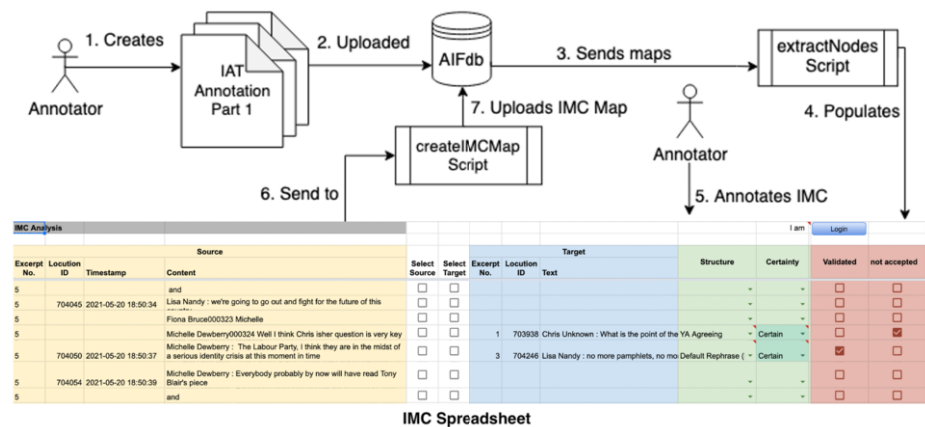 1. Creates
Annotator
IAT
Annotation
Part 1
2. Uploaded
AIFdb
3. Sends maps
extractNodes
Script
4. Populates
7. Uploads IMC Map
createIMCMap
Script
6. Send to
Annotator
5. Annotates IMC
IMC Analysis
I am
Login
Source
Target
Excerpt No.
Locution ID
Timestamp
Content
Select Source
Select Target
Excerpt No.
Locution ID
Text
Structure
Certainty
Validated
not accepted
5 and
5 704045 2021-05-20 18:50:34 Lisa Nandy : we're going to go out and fight for the future of this
5 Fiona Bruce000323 Michelle
5 Michelle Dewberry000324 Well I think Chris isher question is very key 1 703938 Chris Unknown : What is the point of the YA Agreeing Certain
5 704050 2021-05-20 18:50:37 Michelle Dewberry : The Labour Party, I think they are in the midst of 3 704246 Lisa Nandy : no more pamphlets, no mo Default Rephrase ( Certain
a serious identity crisis at this moment in time
5 704054 2021-05-20 18:50:39 Michelle Dewberry : Everybody probably by now will have read Tony
Blair's piece
5 and
IMC Spreadsheet